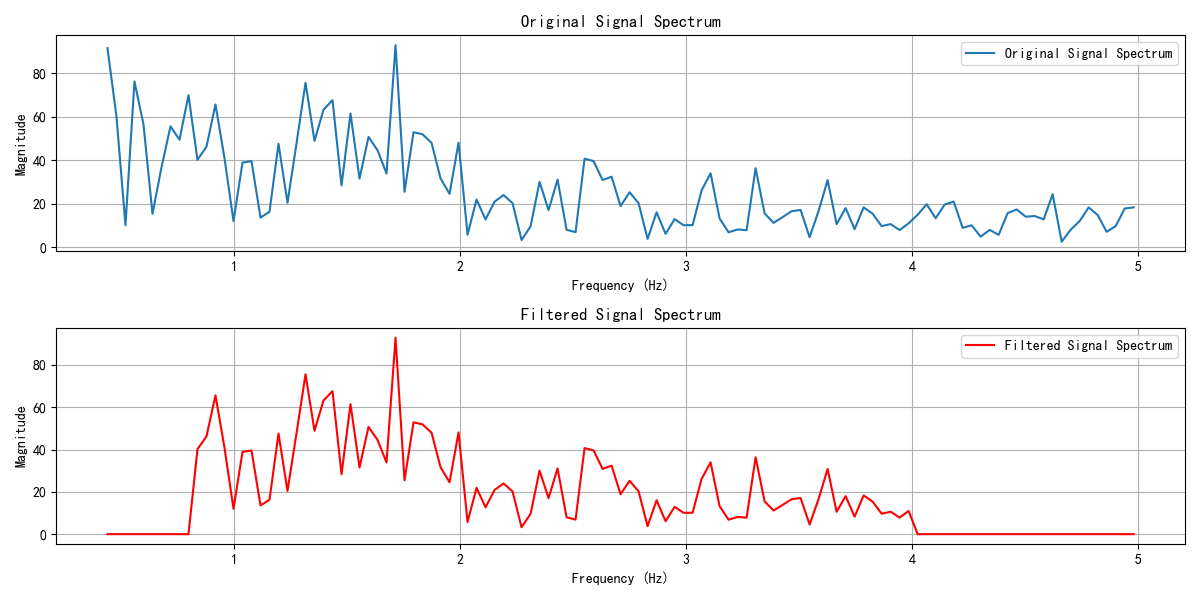 Original Signal Spectrum
Original Signal Spectrum
Magnitude
80
60
40
20
0
1
2
3
4
5
Frequency (Hz)
Filtered Signal Spectrum
Filtered Signal Spectrum
Magnitude
80
60
40
20
0
1
2
3
4
5
Frequency (Hz)